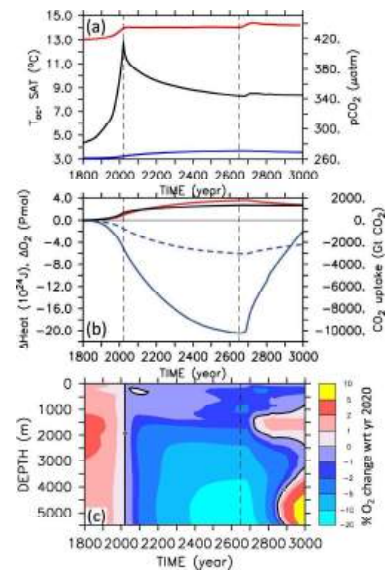 (a)
T_oc, SAT (ºC)
15.0
13.0
11.0
9.0
7.0
5.0
3.0
420.
380.
340.
300.
260.
pCO2 (µatm)
1800 2000 2200 2400 2600 2800 3000
TIME (year)
(b)
ΔHeat (10^24J), ΔO2 (Pmol)
4.0
0.0
-4.0
-8.0
-12.0
-16.0
-20.0
2000
0
-2000
-4000
-6000
-8000
-10000
CO2 uptake (Gt CO2)
1800 2000 2200 2400 2600 2800 3000
TIME (year)
(c)
DEPTH (m)
0
1000
2000
3000
4000
5000
1800 2000 2200 2400 2600 2800 3000
TIME (year)
10
5
2
1
0
-1
-2
-5
-10
-20
% O2 change wrt yr 2020